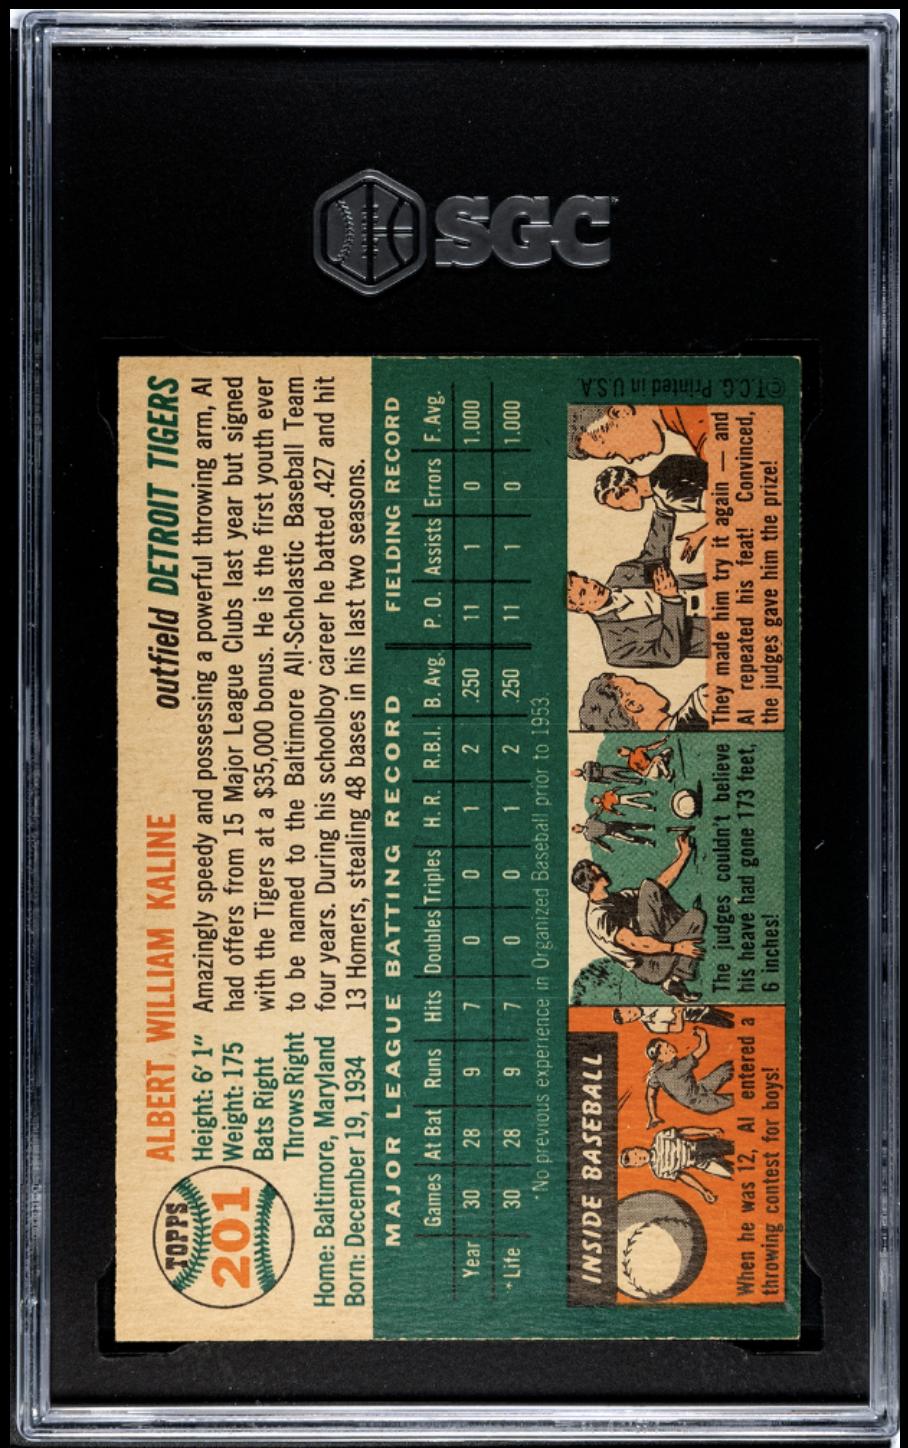 SGC
TOPPS
201
ALBERT WILLIAM KALINE
outfield DETROIT TIGERS
Height: 6' 1"
Weight: 175
Bats Right
Throws Right
Home: Baltimore, Maryland
Born: December 19, 1934
Amazingly speedy and possessing a powerful throwing arm, Al
had offers from 15 Major League Clubs last year but signed
with the Tigers at a $35,000 bonus. He is the first youth ever
to be named to the Baltimore All-Scholastic Baseball Team
four years. During his schoolboy career he batted .427 and hit
13 Homers, stealing 48 bases in his last two seasons.
MAJOR LEAGUE BATTING RECORD FIELDING RECORD
Games At Bat Runs Hits Doubles Triples H. R. R.B.I. B. Avg. P. O. Assists Errors F. Avg.
Year 30 28 9 7 0 0 1 2 .250 11 1 0 1.000
*Life 30 28 9 7 0 0 1 2 .250 11 1 0 1.000
*No previous experience in Organized Baseball prior to 1953.
INSIDE BASEBALL
When he was 12, Al entered a
throwing contest for boys!
The judges couldn't believe
his heave had gone 173 feet,
6 inches!
They made him try it again — and
Al repeated his feat! Convinced,
the judges gave him the prize!
©T.C.G. Printed in U.S.A